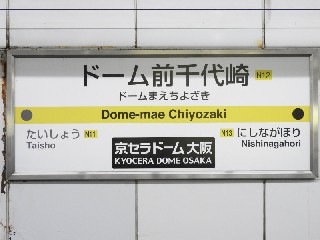 ドーム前千代崎 N12
ドームまえちよざき
Dome-mae Chiyozaki
たいしょう N11 N13 にしながほり
Taisho Nishinagahori
京セラドーム大阪
KYOCERA DOME OSAKA